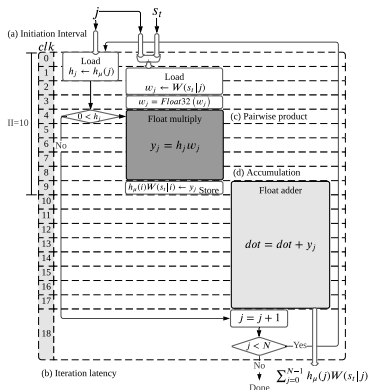 j s_t
(a) Initiation Interval
clk
0
Load
h_j ← h_μ(j)
1
Load
w_j ← W(s_t|j)
2
3
w_j = Float32(w_j)
4
0 < h_j
Float multiply
(c) Pairwise product
II=10
5
No
6
y_j = h_j w_j
7
8
(d) Accumulation
9
h_μ(i)W(s_t|i) ← y_j Store
Float adder
10
11
12
13
dot = dot + y_j
14
15
16
17
j = j + 1
18
j < N
Yes
No
(b) Iteration latency
∑_{j=0}^{N−1} h_μ(j)W(s_t|j)
Done